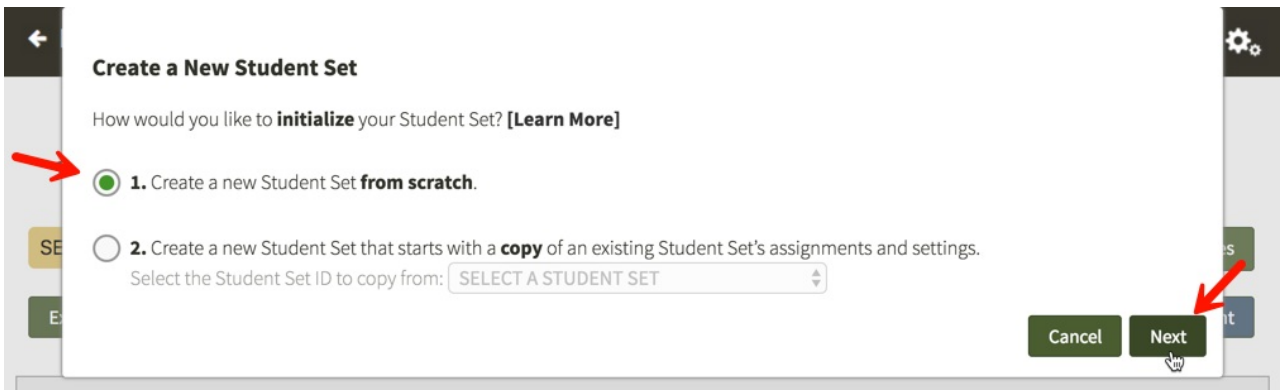 Create a New Student Set
How would you like to initialize your Student Set? [Learn More]
1. Create a new Student Set from scratch.
2. Create a new Student Set that starts with a copy of an existing Student Set's assignments and settings.
Select the Student Set ID to copy from: SELECT A STUDENT SET
Cancel Next